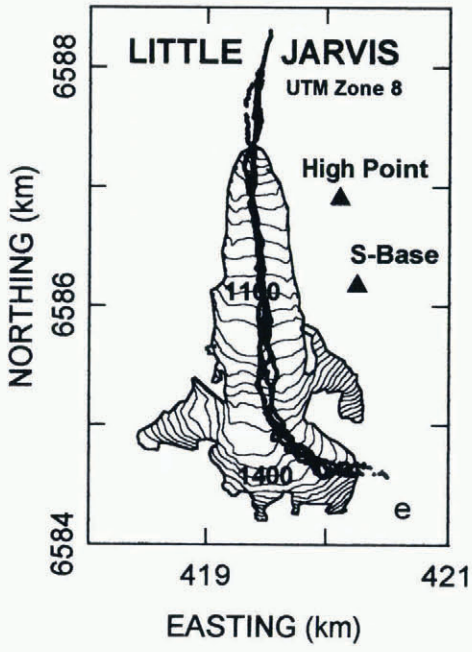 LITTLE JARVIS
UTM Zone 8
High Point
S-Base
1100
1400
e
6588
6586
6584
NORTHING (km)
419
421
EASTING (km)